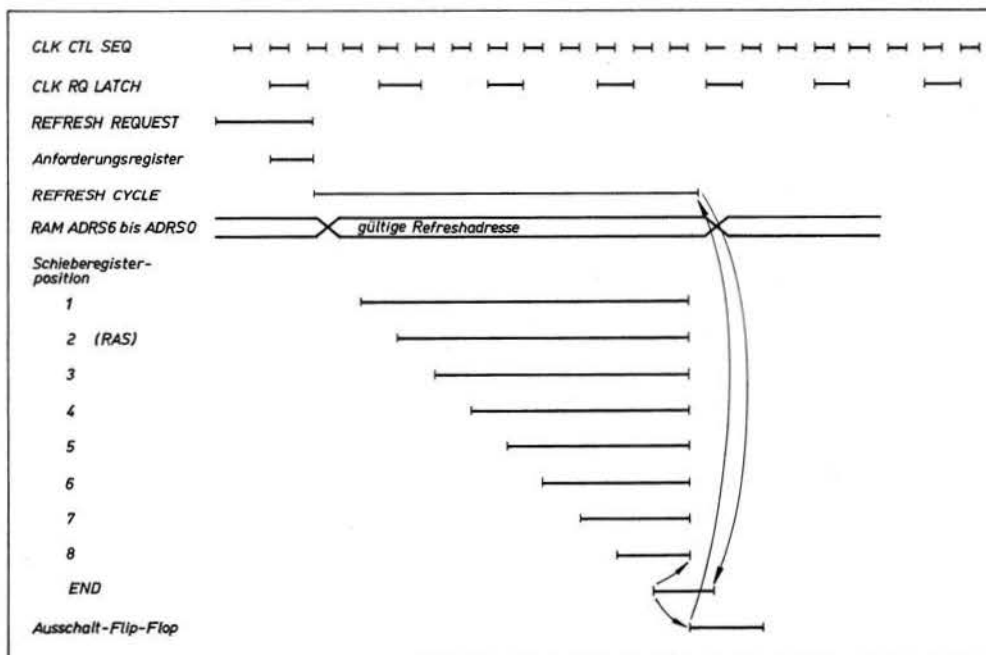 CLK CTL SEQ
CLK RQ LATCH
REFRESH REQUEST
Anforderungsregister
REFRESH CYCLE
RAM ADRS6 bis ADRS0
gültige Refreshadresse
Schieberegister-
position
1
2 (RAS)
3
4
5
6
7
8
END
Ausschalt-Flip-Flop